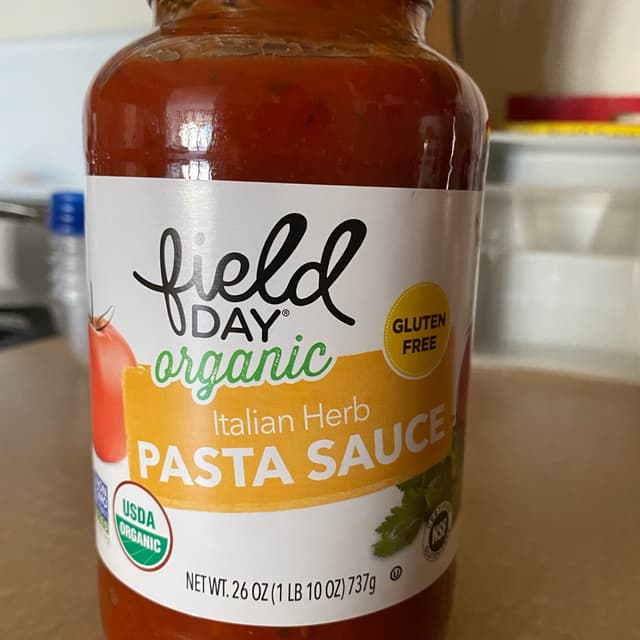 field
DAY®
organic
GLUTEN
FREE
Italian Herb
PASTA SAUCE
USDA
ORGANIC
NSF
NET WT. 26 OZ (1 LB 10 OZ) 737g